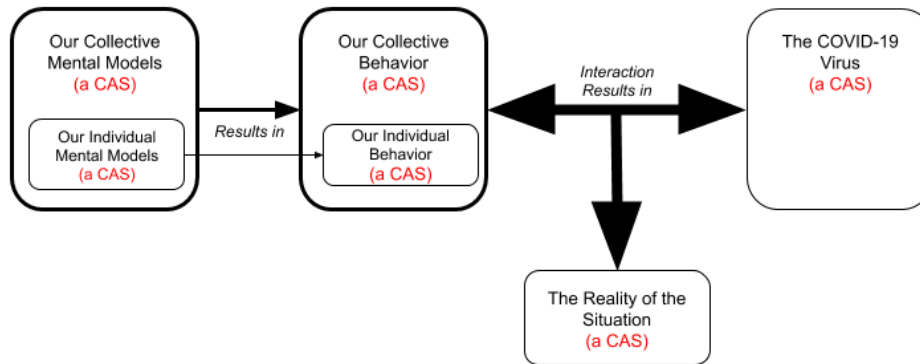 Our Collective
Mental Models
(a CAS)
Our Individual
Mental Models
(a CAS)
Results in
Our Collective
Behavior
(a CAS)
Our Individual
Behavior
(a CAS)
Interaction
Results in
The COVID-19
Virus
(a CAS)
The Reality of the
Situation
(a CAS)